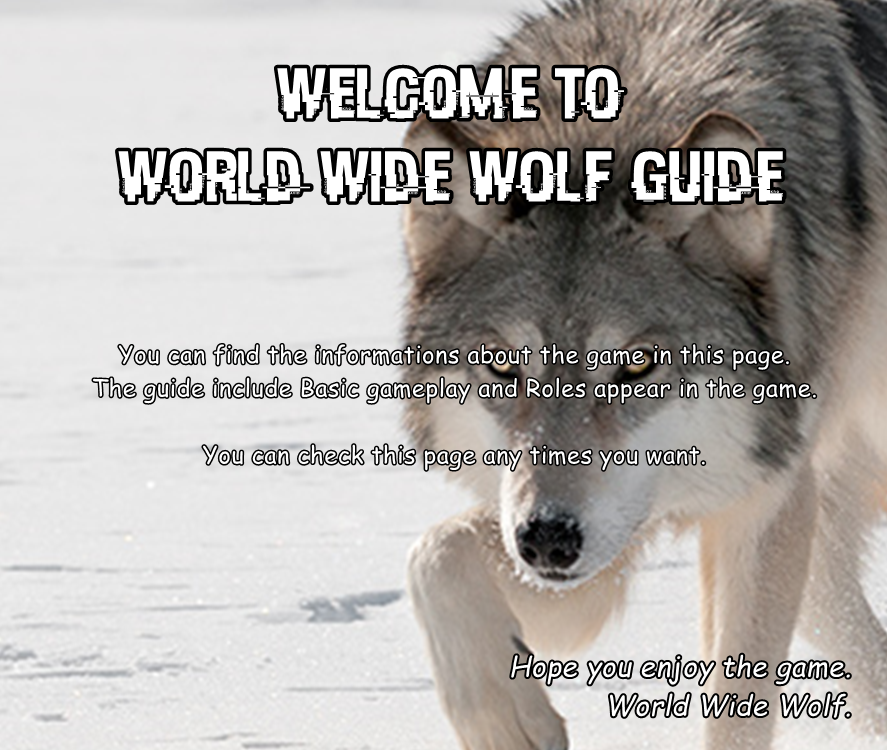 WELCOME TO
WORLD WIDE WOLF GUIDE
You can find the informations about the game in this page.
The guide include Basic gameplay and Roles appear in the game.
You can check this page any times you want.
Hope you enjoy the game.
World Wide Wolf.